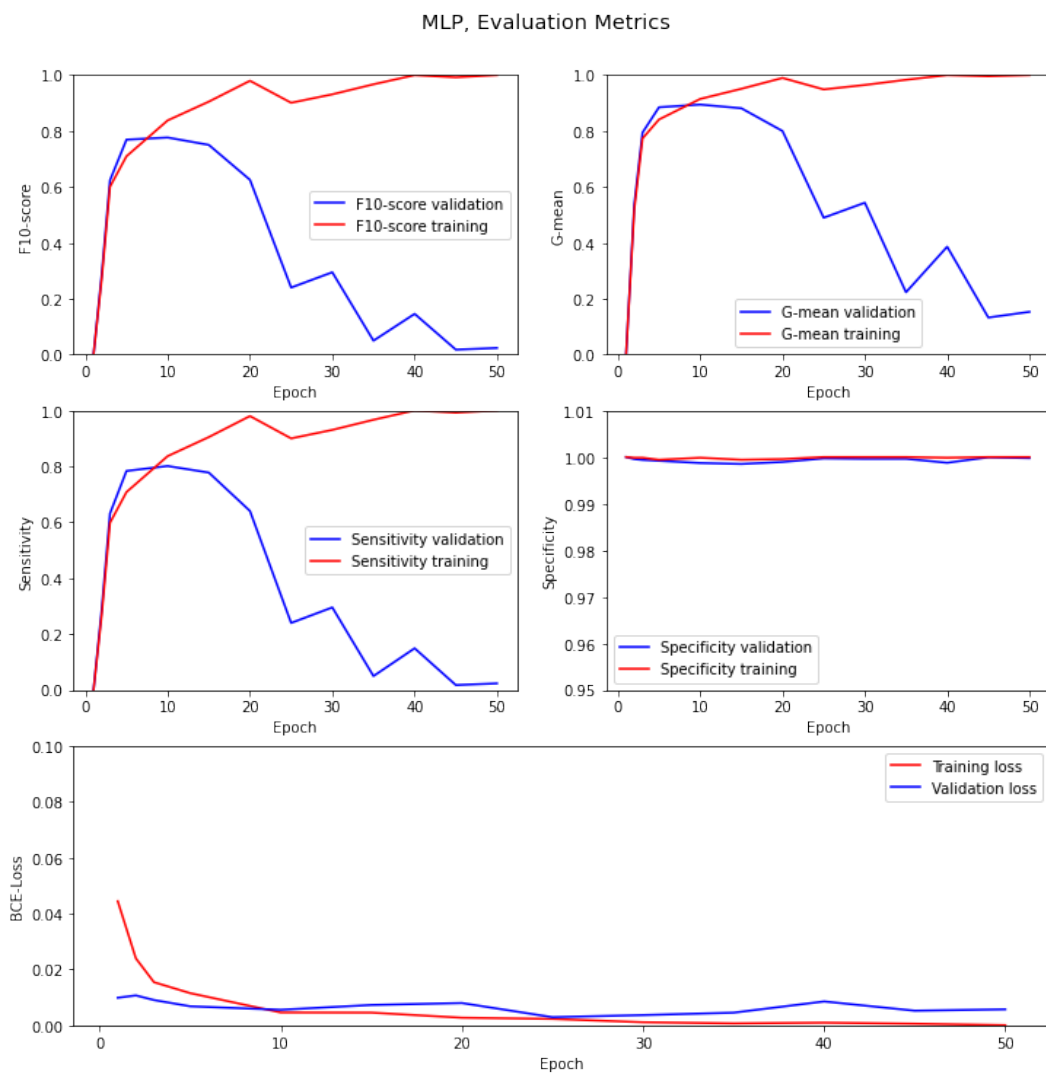 MLP, Evaluation Metrics
1.0
0.8
0.6
0.4
0.2
0.0
F10-score
F10-score validation
F10-score training
0 10 20 30 40 50
Epoch
1.0
0.8
0.6
0.4
0.2
0.0
G-mean
G-mean validation
G-mean training
0 10 20 30 40 50
Epoch
1.0
0.8
0.6
0.4
0.2
0.0
Sensitivity
Sensitivity validation
Sensitivity training
0 10 20 30 40 50
Epoch
1.01
1.00
0.99
0.98
0.97
0.96
0.95
Specificity
Specificity validation
Specificity training
0 10 20 30 40 50
Epoch
0.10
0.08
0.06
0.04
0.02
0.00
BCE-Loss
Training loss
Validation loss
0 10 20 30 40 50
Epoch